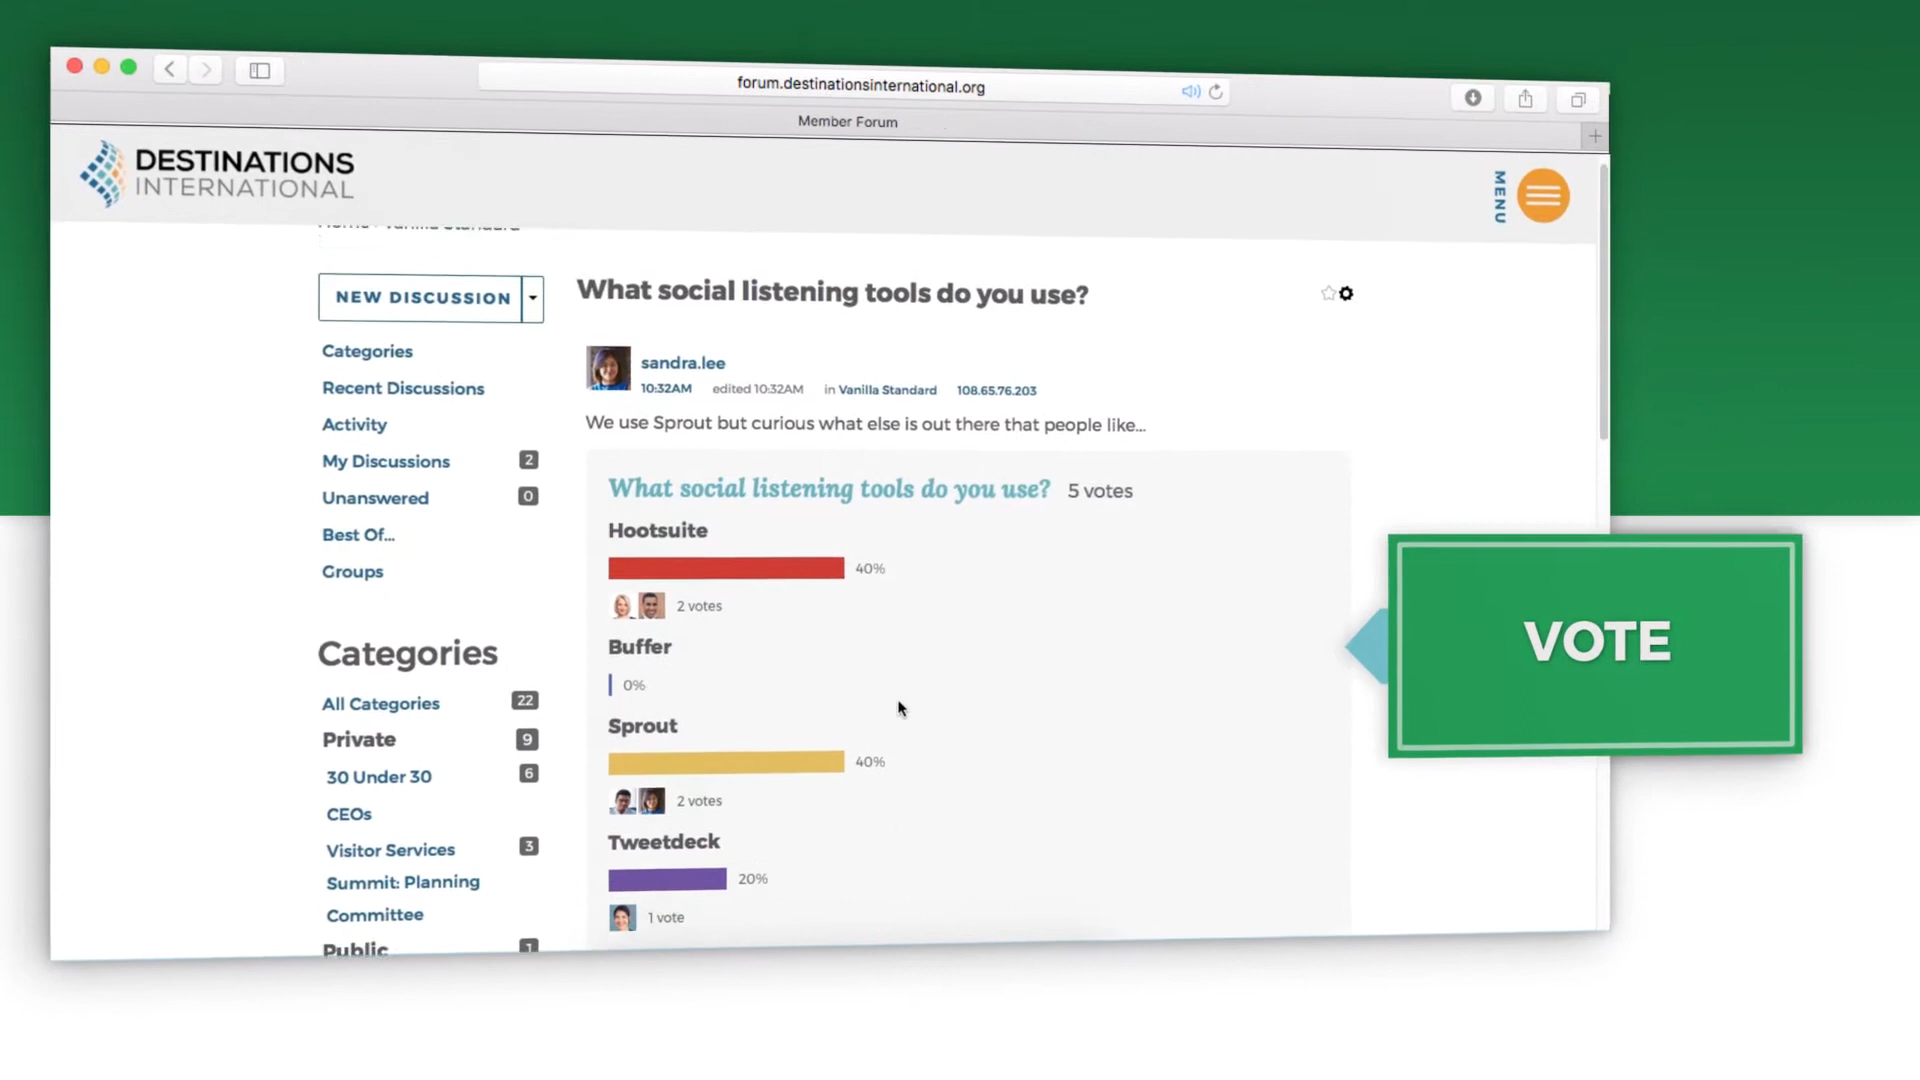 forum.destinationsinternational.org
Member Forum
DESTINATIONS
INTERNATIONAL
MENU
Home › Vanilla Standard
NEW DISCUSSION
What social listening tools do you use?
Categories
Recent Discussions
Activity
My Discussions 2
Unanswered 0
Best Of...
Groups
sandra.lee
10:32AM edited 10:32AM in Vanilla Standard 108.65.76.203
We use Sprout but curious what else is out there that people like...
What social listening tools do you use? 5 votes
Hootsuite
40%
2 votes
Buffer
0%
Sprout
40%
2 votes
Tweetdeck
20%
1 vote
Categories
All Categories 22
Private 9
30 Under 30 6
CEOs
Visitor Services 3
Summit: Planning
Committee
Public 1
VOTE